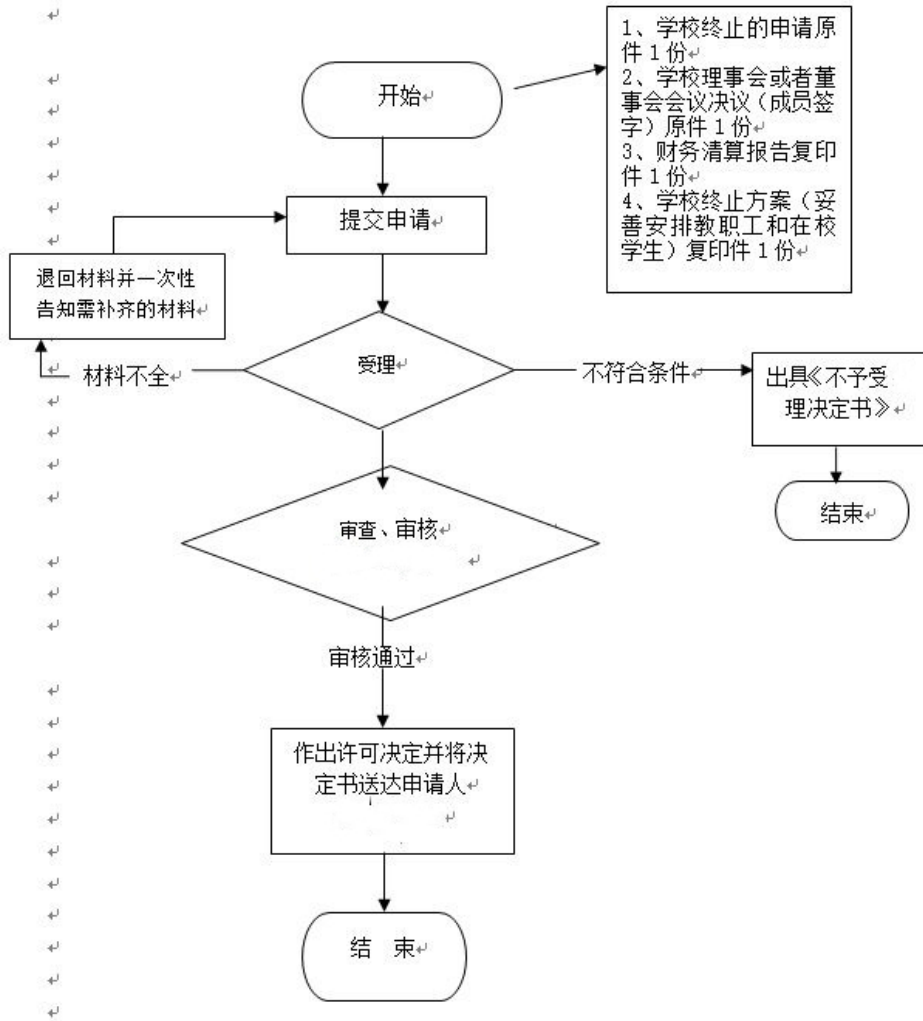 开始
1、学校终止的申请原
件1份
2、学校理事会或者董
事会会议决议（成员签
字）原件1份
3、财务清算报告复印
件1份
4、学校终止方案（妥
善安排教职工和在校
学生）复印件1份
提交申请
退回材料并一次性
告知需补齐的材料
材料不全
受理
不符合条件
出具《不予受
理决定书》
结束
审查、审核
审核通过
作出许可决定并将决
定书送达申请人
结 束